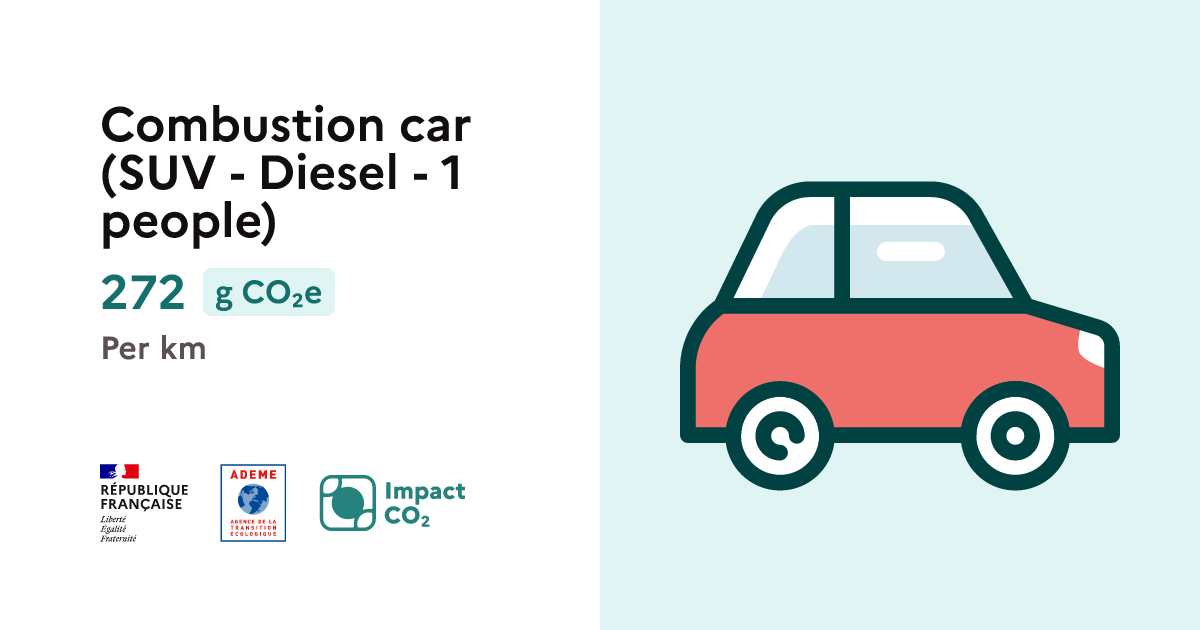 Combustion car
(SUV - Diesel - 1
people)
272 g CO₂e
Per km
RÉPUBLIQUE
FRANÇAISE
Liberté
Égalité
Fraternité
ADEME
AGENCE DE LA
TRANSITION
ÉCOLOGIQUE
Impact
CO₂